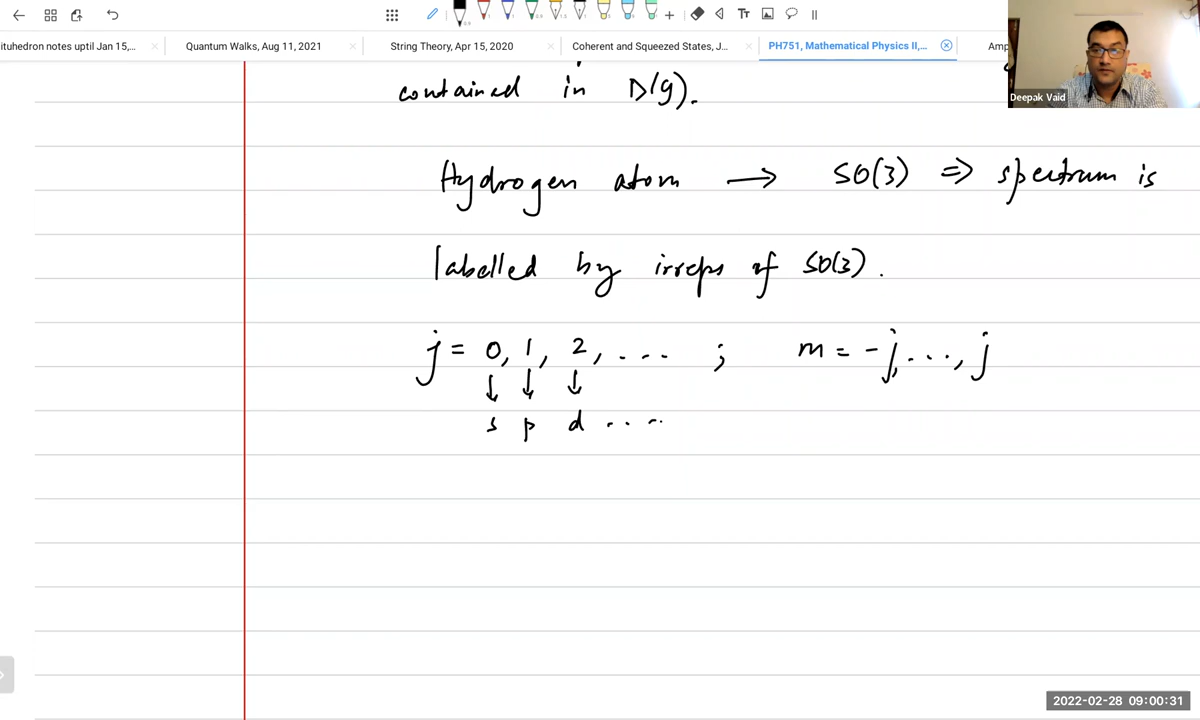 ituhedron notes uptil Jan 15,... Quantum Walks, Aug 11, 2021 String Theory, Apr 15, 2020 Coherent and Squeezed States, J... PH751, Mathematical Physics II,... Amp
Deepak Vaid
contained in D(g).
Hydrogen atom → SO(3) ⇒ spectrum is
labelled by irreps of SO(3).
j = 0, 1, 2, .... ; m = -j, ..., j
↓ ↓ ↓
s p d ....
2022-02-28 09:00:31